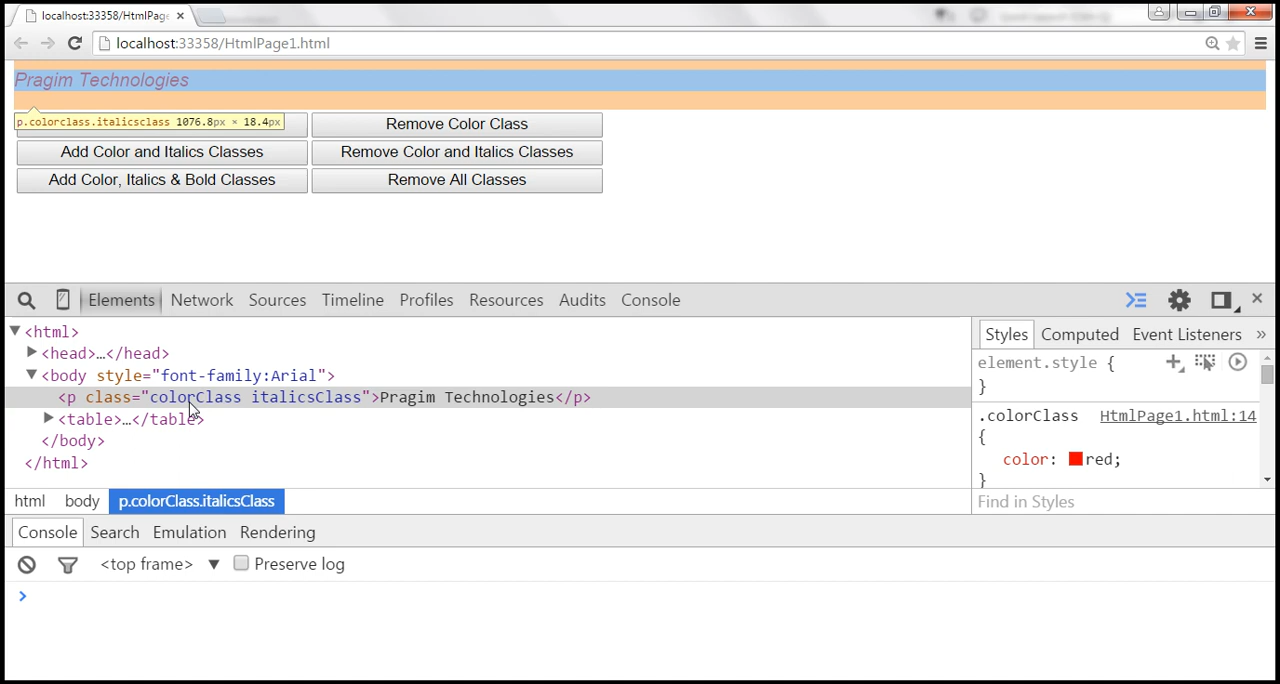 localhost:33358/HtmlPag
localhost:33358/HtmlPage1.html
Pragim Technologies
p.colorclass.italicsclass 1076.8px × 18.4px
Remove Color Class
Add Color and Italics Classes
Remove Color and Italics Classes
Add Color, Italics & Bold Classes
Remove All Classes
Elements Network Sources Timeline Profiles Resources Audits Console
<html>
<head>…</head>
<body style="font-family:Arial">
<p class="colorClass italicsClass">Pragim Technologies</p>
<table>…</table>
</body>
</html>
html body p.colorClass.italicsClass
Styles Computed Event Listeners »
element.style {
}
.colorClass HtmlPage1.html:14
{
color: red;
}
Find in Styles
Console Search Emulation Rendering
<top frame> ▼ Preserve log
>